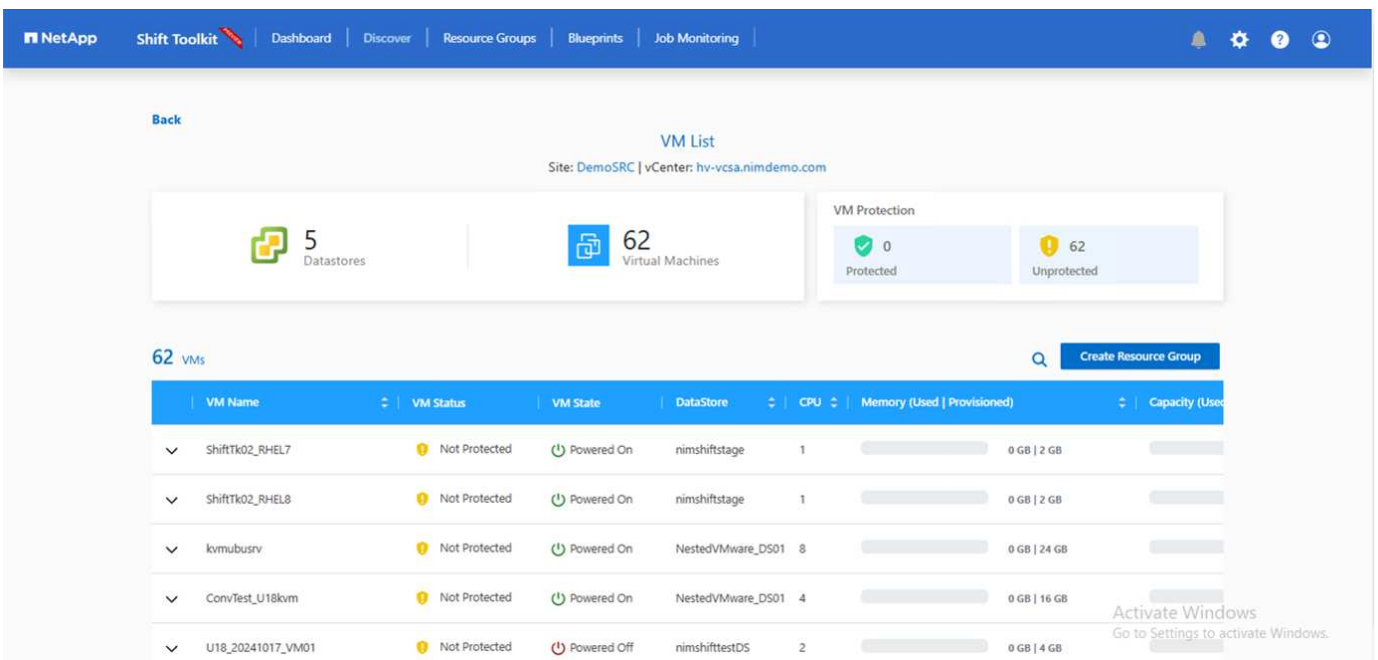 NetApp Shift Toolkit PREVIEW Dashboard Discover Resource Groups Blueprints Job Monitoring
Back
VM List
Site: DemoSRC | vCenter: hv-vcsa.nimdemo.com
5
Datastores
62
Virtual Machines
VM Protection
0
Protected
62
Unprotected
62 VMs
Create Resource Group
VM Name VM Status VM State DataStore CPU Memory (Used | Provisioned) Capacity (Used
ShiftTk02_RHEL7 Not Protected Powered On nimshiftstage 1 0 GB | 2 GB
ShiftTk02_RHEL8 Not Protected Powered On nimshiftstage 1 0 GB | 2 GB
kvmubusrv Not Protected Powered On NestedVMware_DS01 8 0 GB | 24 GB
ConvTest_U18kvm Not Protected Powered On NestedVMware_DS01 4 0 GB | 16 GB
U18_20241017_VM01 Not Protected Powered Off nimshifttestDS 2 0 GB | 4 GB
Activate Windows
Go to Settings to activate Windows.